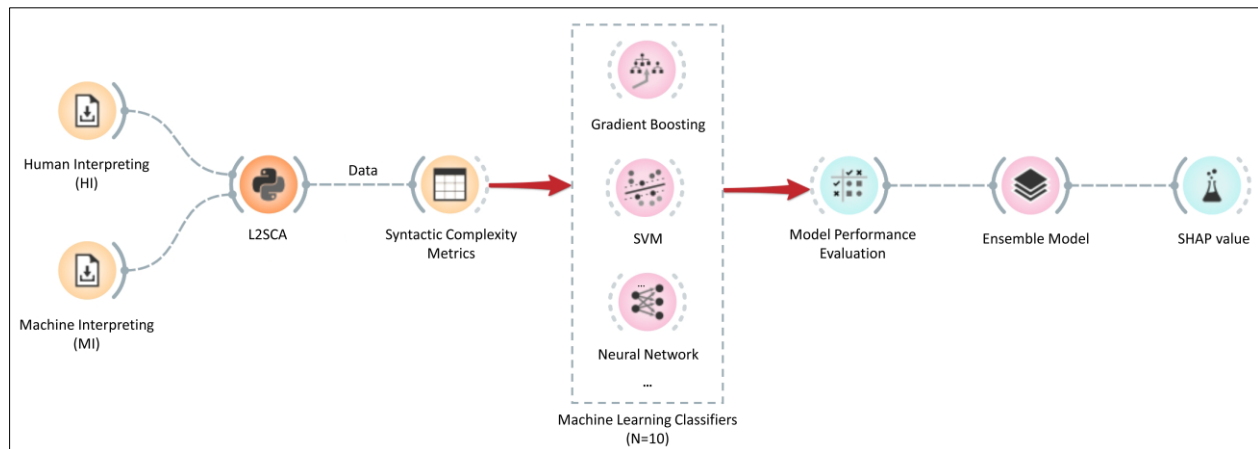 Human Interpreting
(HI)
Machine Interpreting
(MI)
L2SCA
Data
Syntactic Complexity
Metrics
Gradient Boosting
SVM
Neural Network
...
Machine Learning Classifiers
(N=10)
Model Performance
Evaluation
Ensemble Model
SHAP value